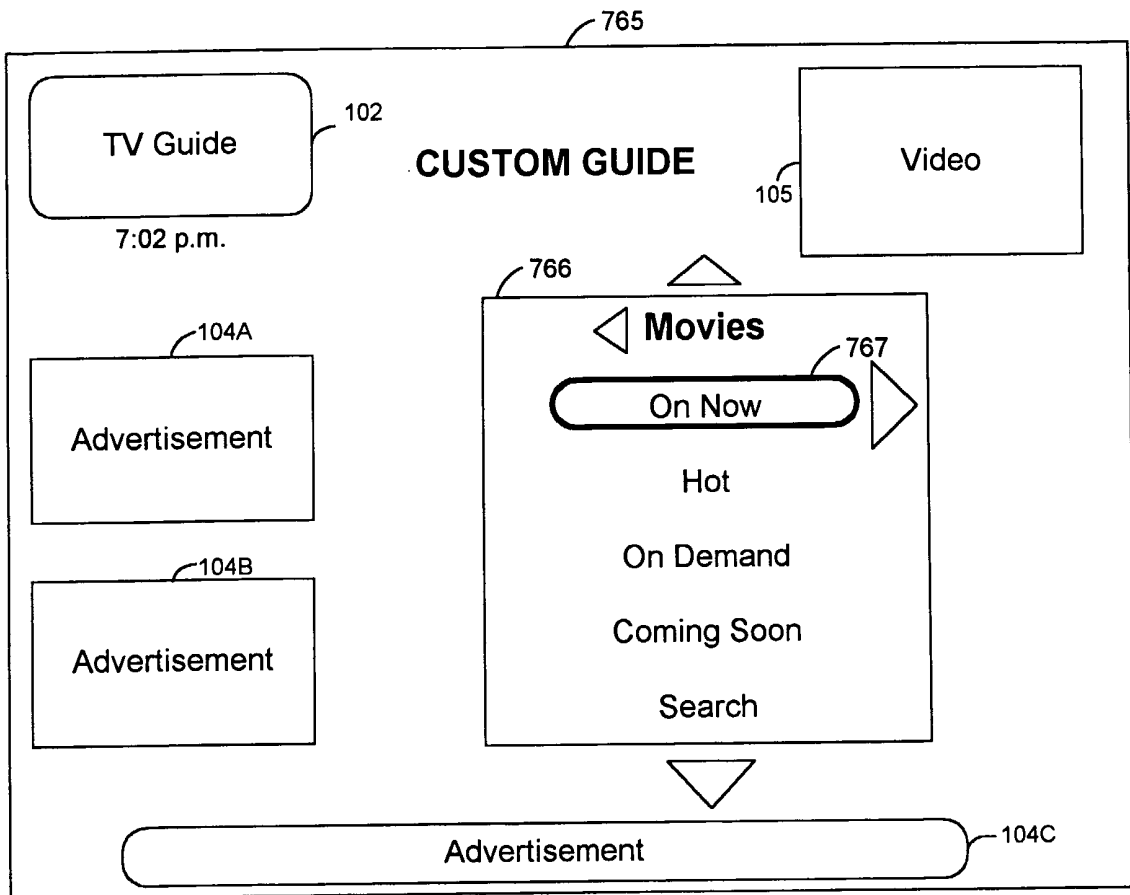 765
TV Guide
102
CUSTOM GUIDE
Video
105
7:02 p.m.
766
Movies
767
On Now
Hot
On Demand
Coming Soon
Search
104A
Advertisement
104B
Advertisement
Advertisement
104C